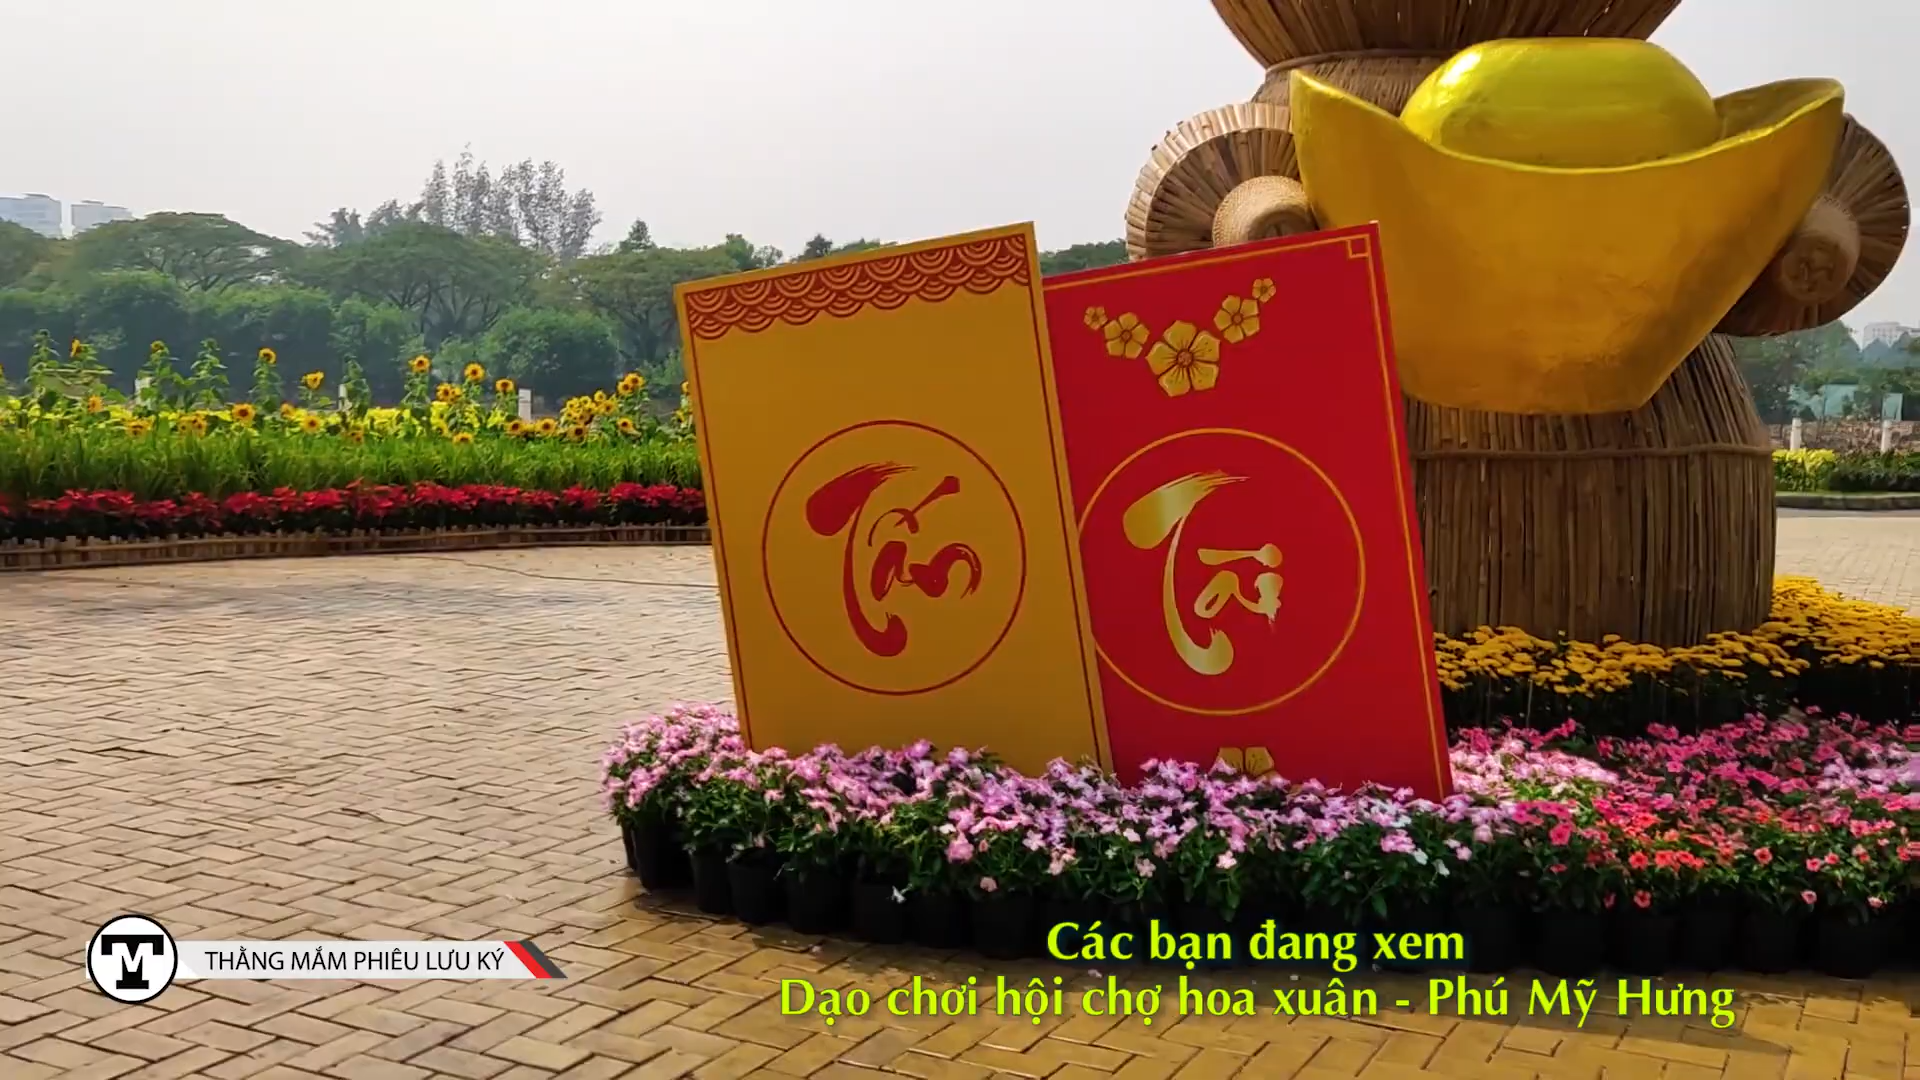 Tấn
Tài
THẰNG MẮM PHIÊU LƯU KÝ
Các bạn đang xem
Dạo chơi hội chợ hoa xuân - Phú Mỹ Hưng